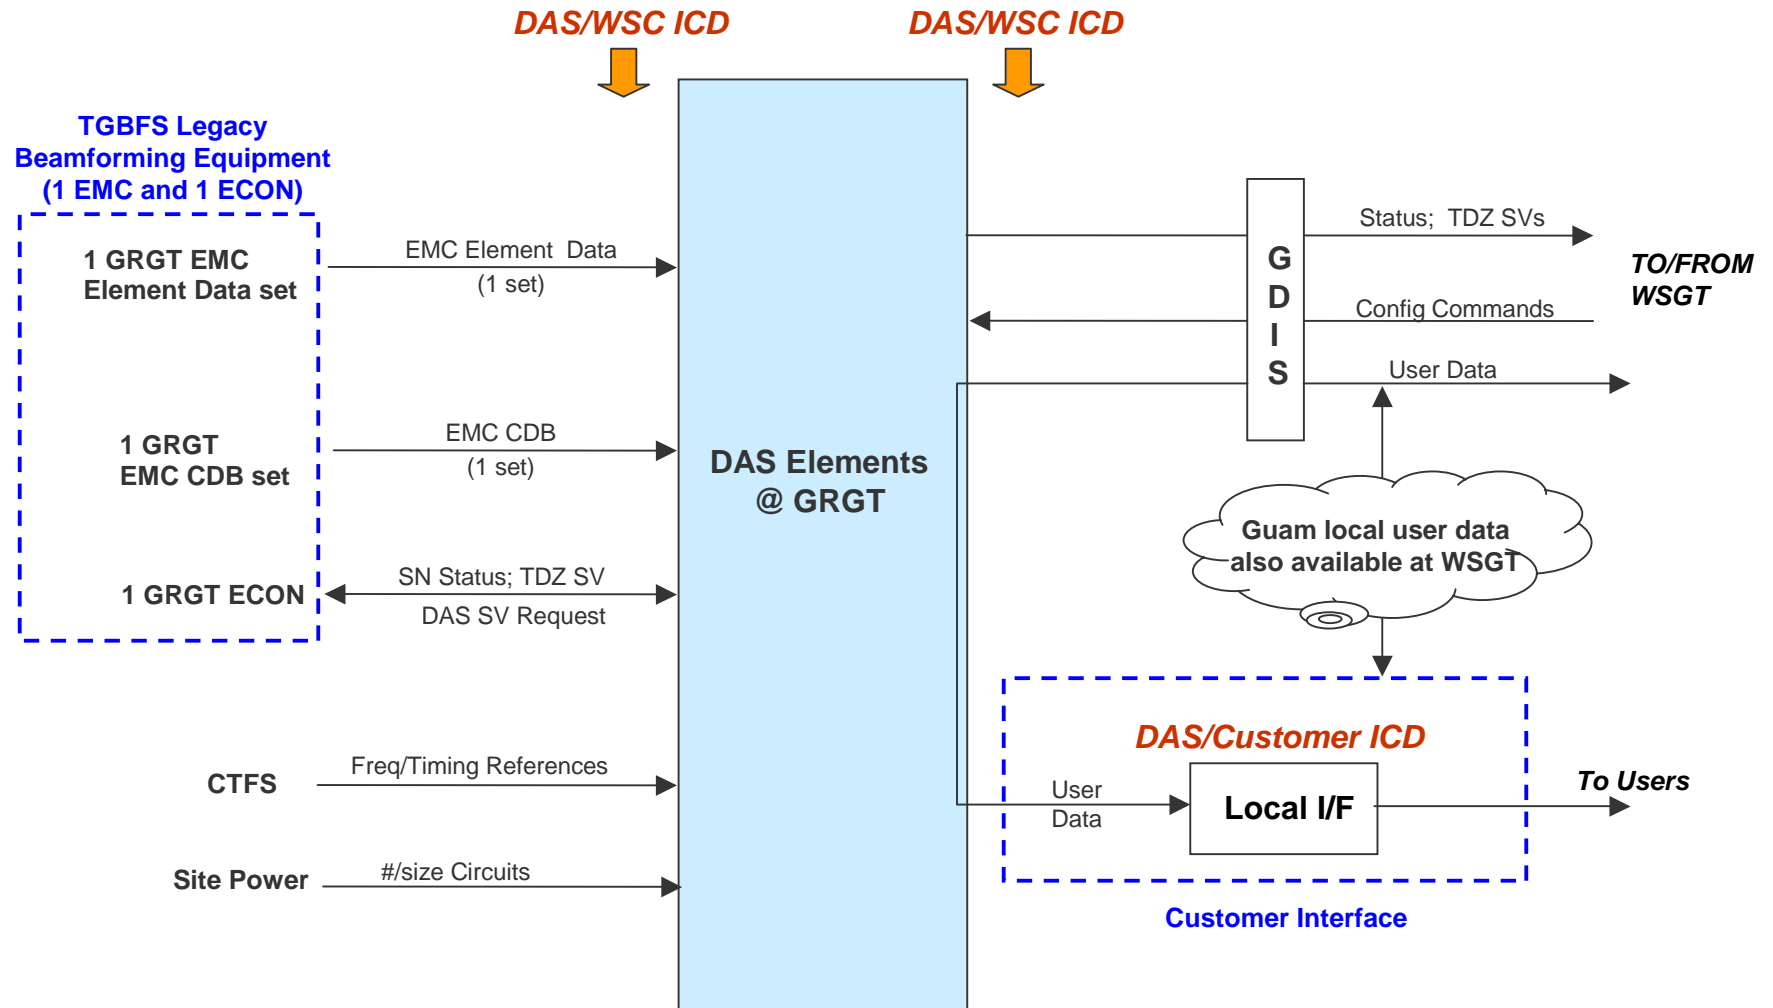 DAS/WSC ICD
DAS/WSC ICD
TGBFS Legacy
Beamforming Equipment
(1 EMC and 1 ECON)
1 GRGT EMC
Element Data set
EMC Element Data
(1 set)
1 GRGT
EMC CDB set
EMC CDB
(1 set)
1 GRGT ECON
SN Status; TDZ SV
DAS SV Request
CTFS
Freq/Timing References
Site Power
#/size Circuits
DAS Elements
@ GRGT
G
D
I
S
Status; TDZ SVs
Config Commands
User Data
TO/FROM
WSGT
Guam local user data
also available at WSGT
DAS/Customer ICD
User
Data
Local I/F
To Users
Customer Interface